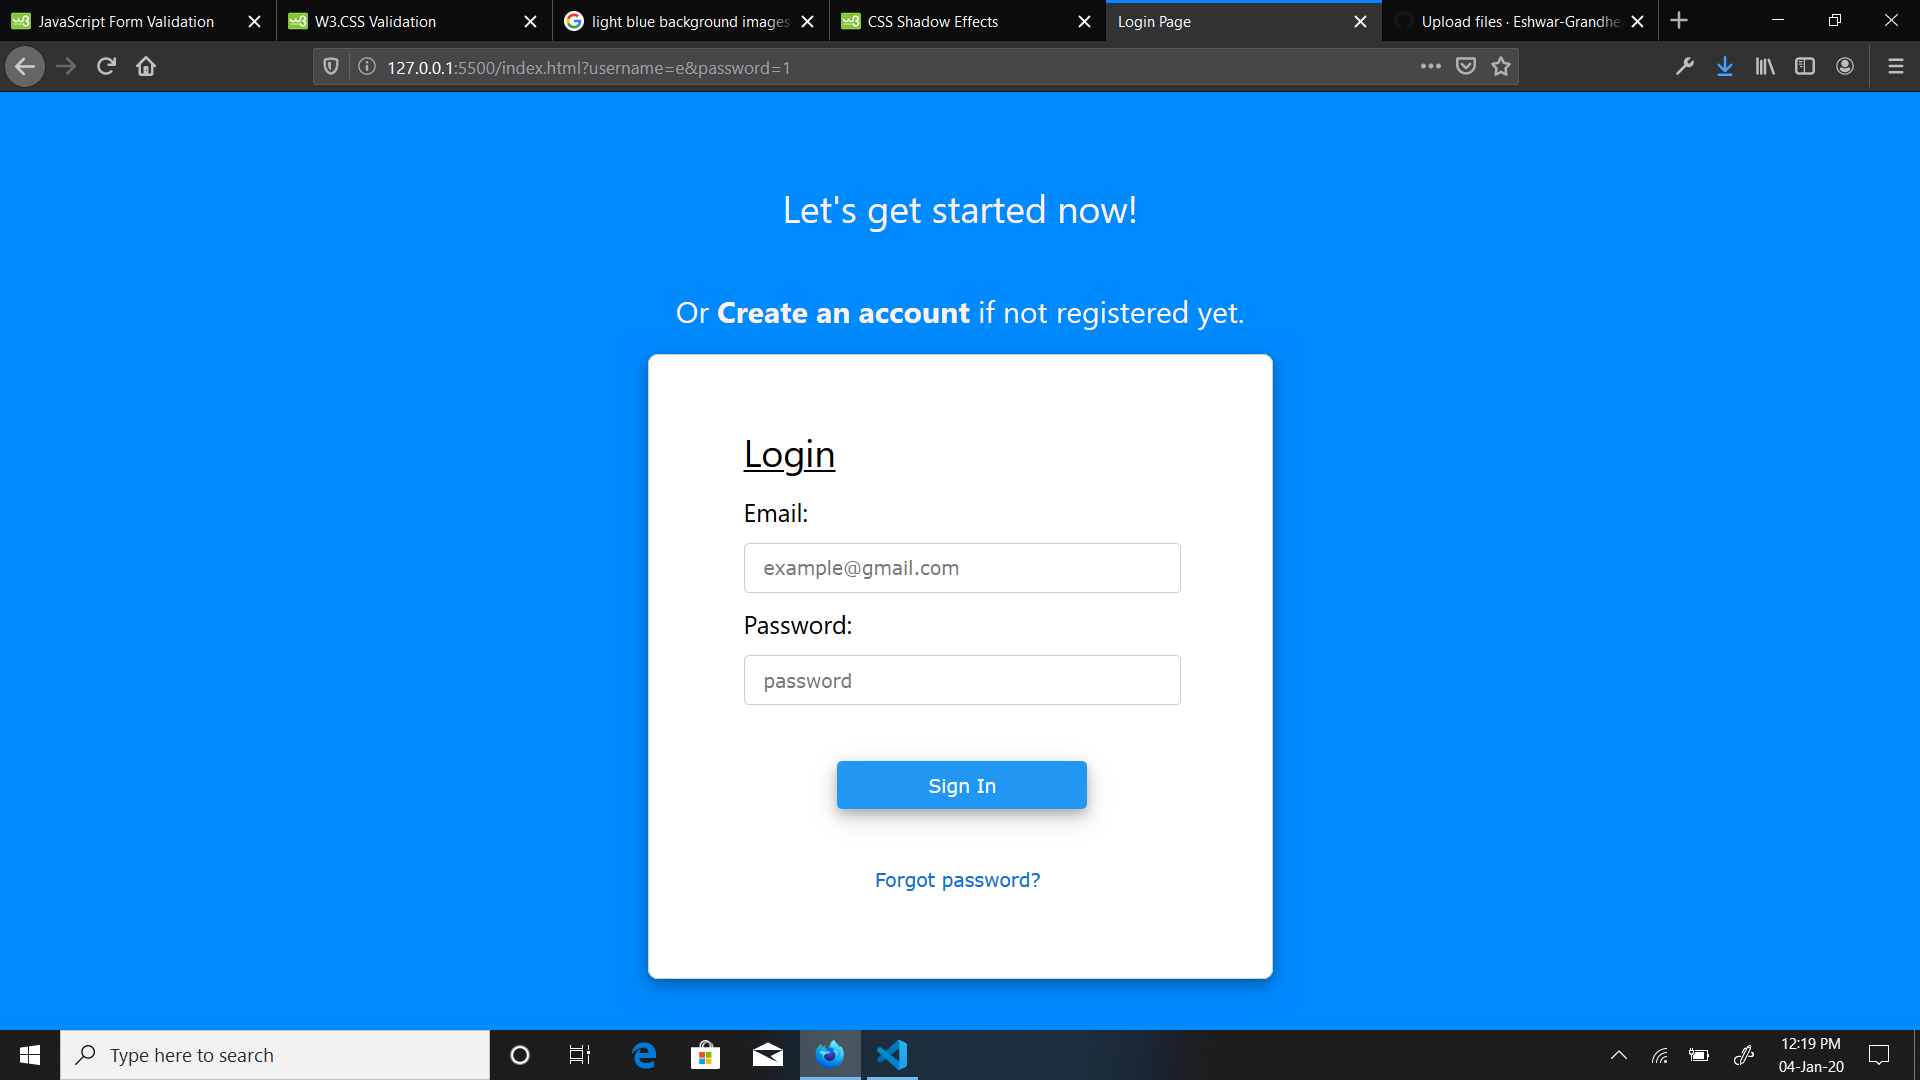 JavaScript Form Validation
W3.CSS Validation
light blue background images
CSS Shadow Effects
Login Page
Upload files · Eshwar-Grandhe
127.0.0.1:5500/index.html?username=e&password=1
Let's get started now!
Or Create an account if not registered yet.
Login
Email:
example@gmail.com
Password:
password
Sign In
Forgot password?
Type here to search
12:19 PM
04-Jan-20